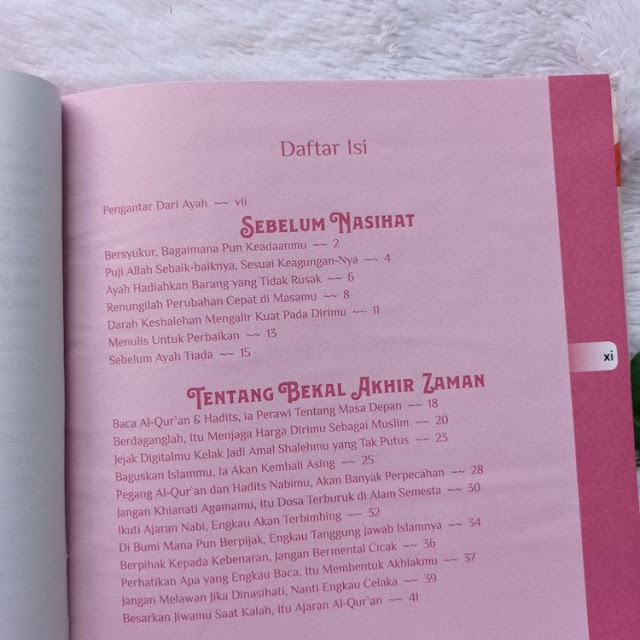 Daftar Isi
Pengantar Dari Ayah ~~ vii
SEBELUM NASIHAT
Bersyukur, Bagaimana Pun Keadaanmu ~~ 2
Puji Allah Sebaik-baiknya, Sesuai Keagungan-Nya ~~ 4
Ayah Hadiahkan Barang yang Tidak Rusak ~~ 6
Renungilah Perubahan Cepat di Masamu ~~ 8
Darah Keshalehan Mengalir Kuat Pada Dirimu ~~ 11
Menulis Untuk Perbaikan ~~ 13
Sebelum Ayah Tiada ~~ 15
xi
TENTANG BEKAL AKHIR ZAMAN
Baca Al-Qur`an & Hadits, ia Perawi Tentang Masa Depan ~~ 18
Berdaganglah, Itu Menjaga Harga Dirimu Sebagai Muslim ~~ 20
Jejak Digitalmu Kelak Jadi Amal Shalehmu yang Tak Putus ~~ 23
Baguskan Islammu, Ia Akan Kembali Asing ~~ 25
Pegang Al-Qur`an dan Hadits Nabimu, Akan Banyak Perpecahan ~~ 28
Jangan Khianati Agamamu, Itu Dosa Terburuk di Alam Semesta ~~ 30
Ikuti Ajaran Nabi, Engkau Akan Terbimbing ~~ 32
Di Bumi Mana Pun Berpijak, Engkau Tanggung Jawab Islamnya ~~ 34
Berpihak Kepada Kebenaran, Jangan Bermental Cicak ~~ 36
Perhatikan Apa yang Engkau Baca, Itu Membentuk Akhlakmu ~~ 37
Jangan Melawan Jika Dinasihati, Nanti Engkau Celaka ~~ 39
Besarkan Jiwamu Saat Kalah, Itu Ajaran Al-Qur`an ~~ 41